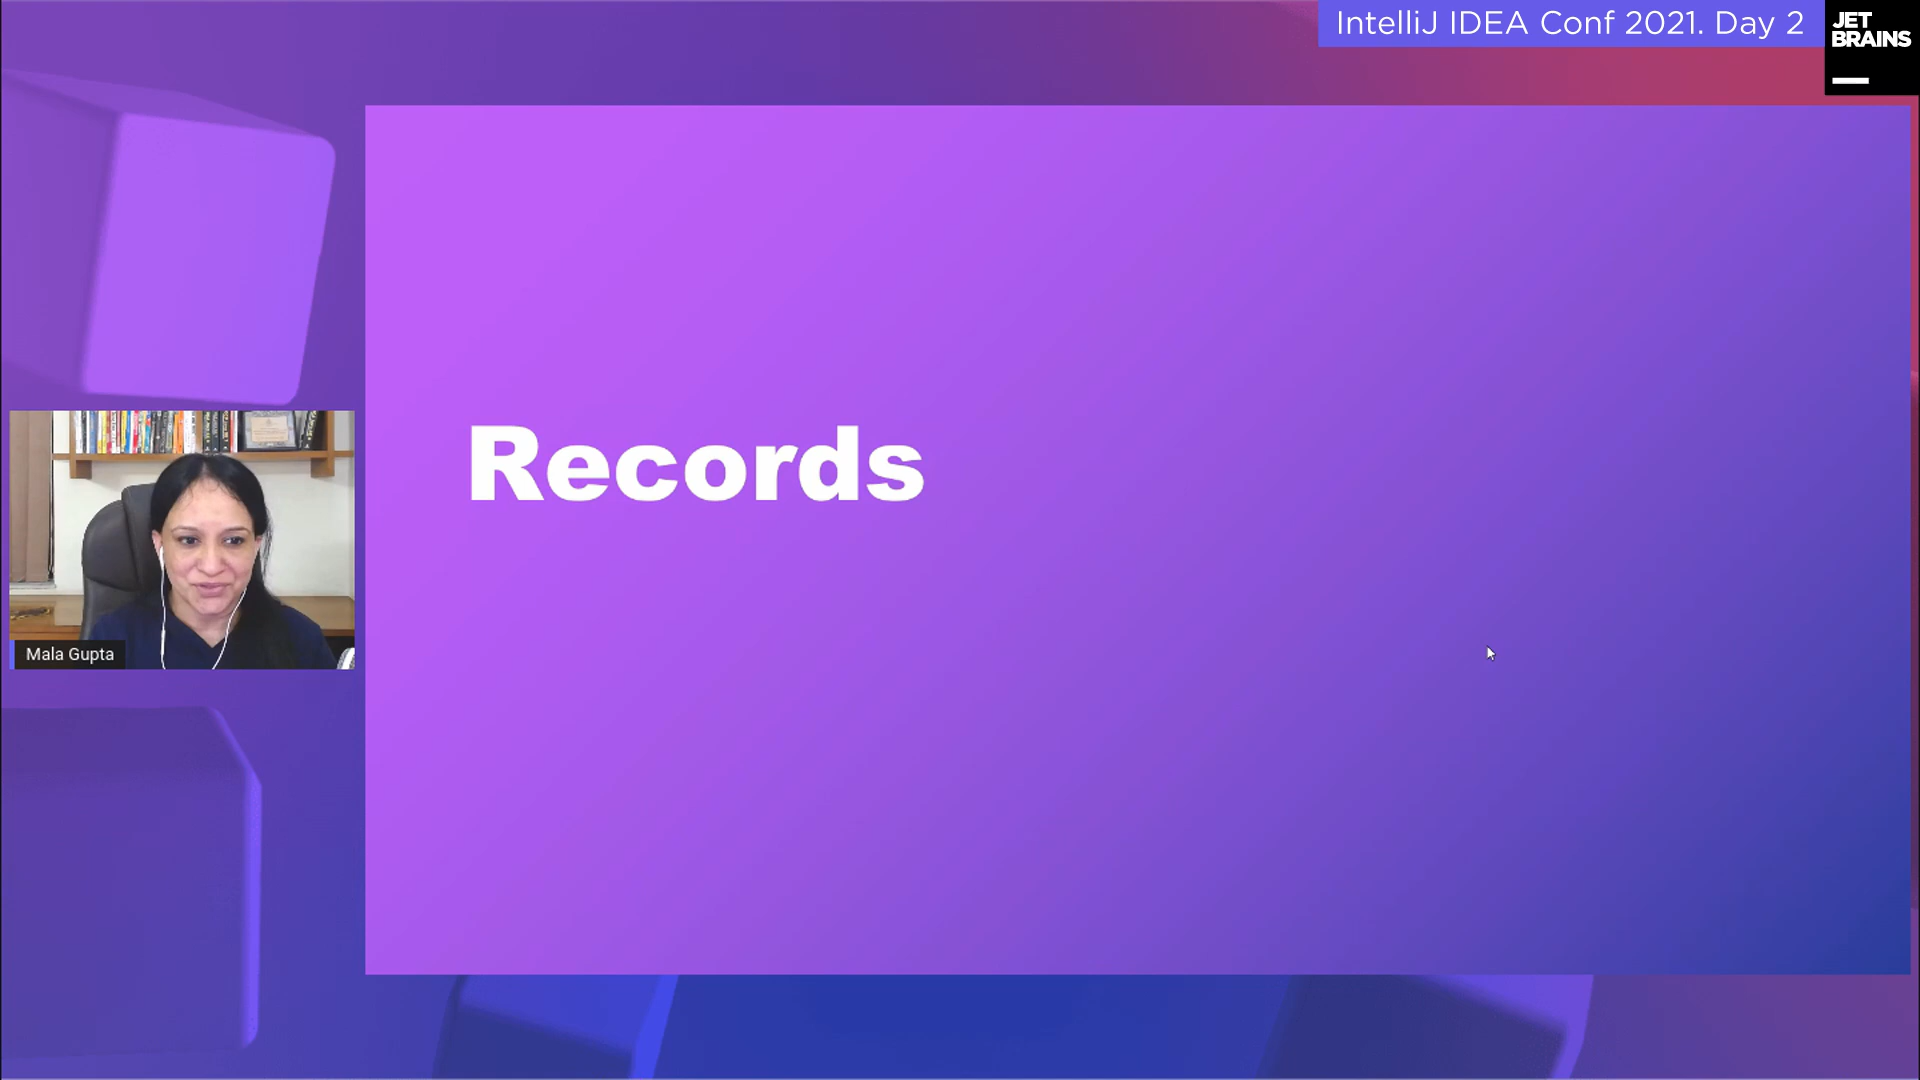 IntelliJ IDEA Conf 2021. Day 2
JET
BRAINS
Records
Mala Gupta